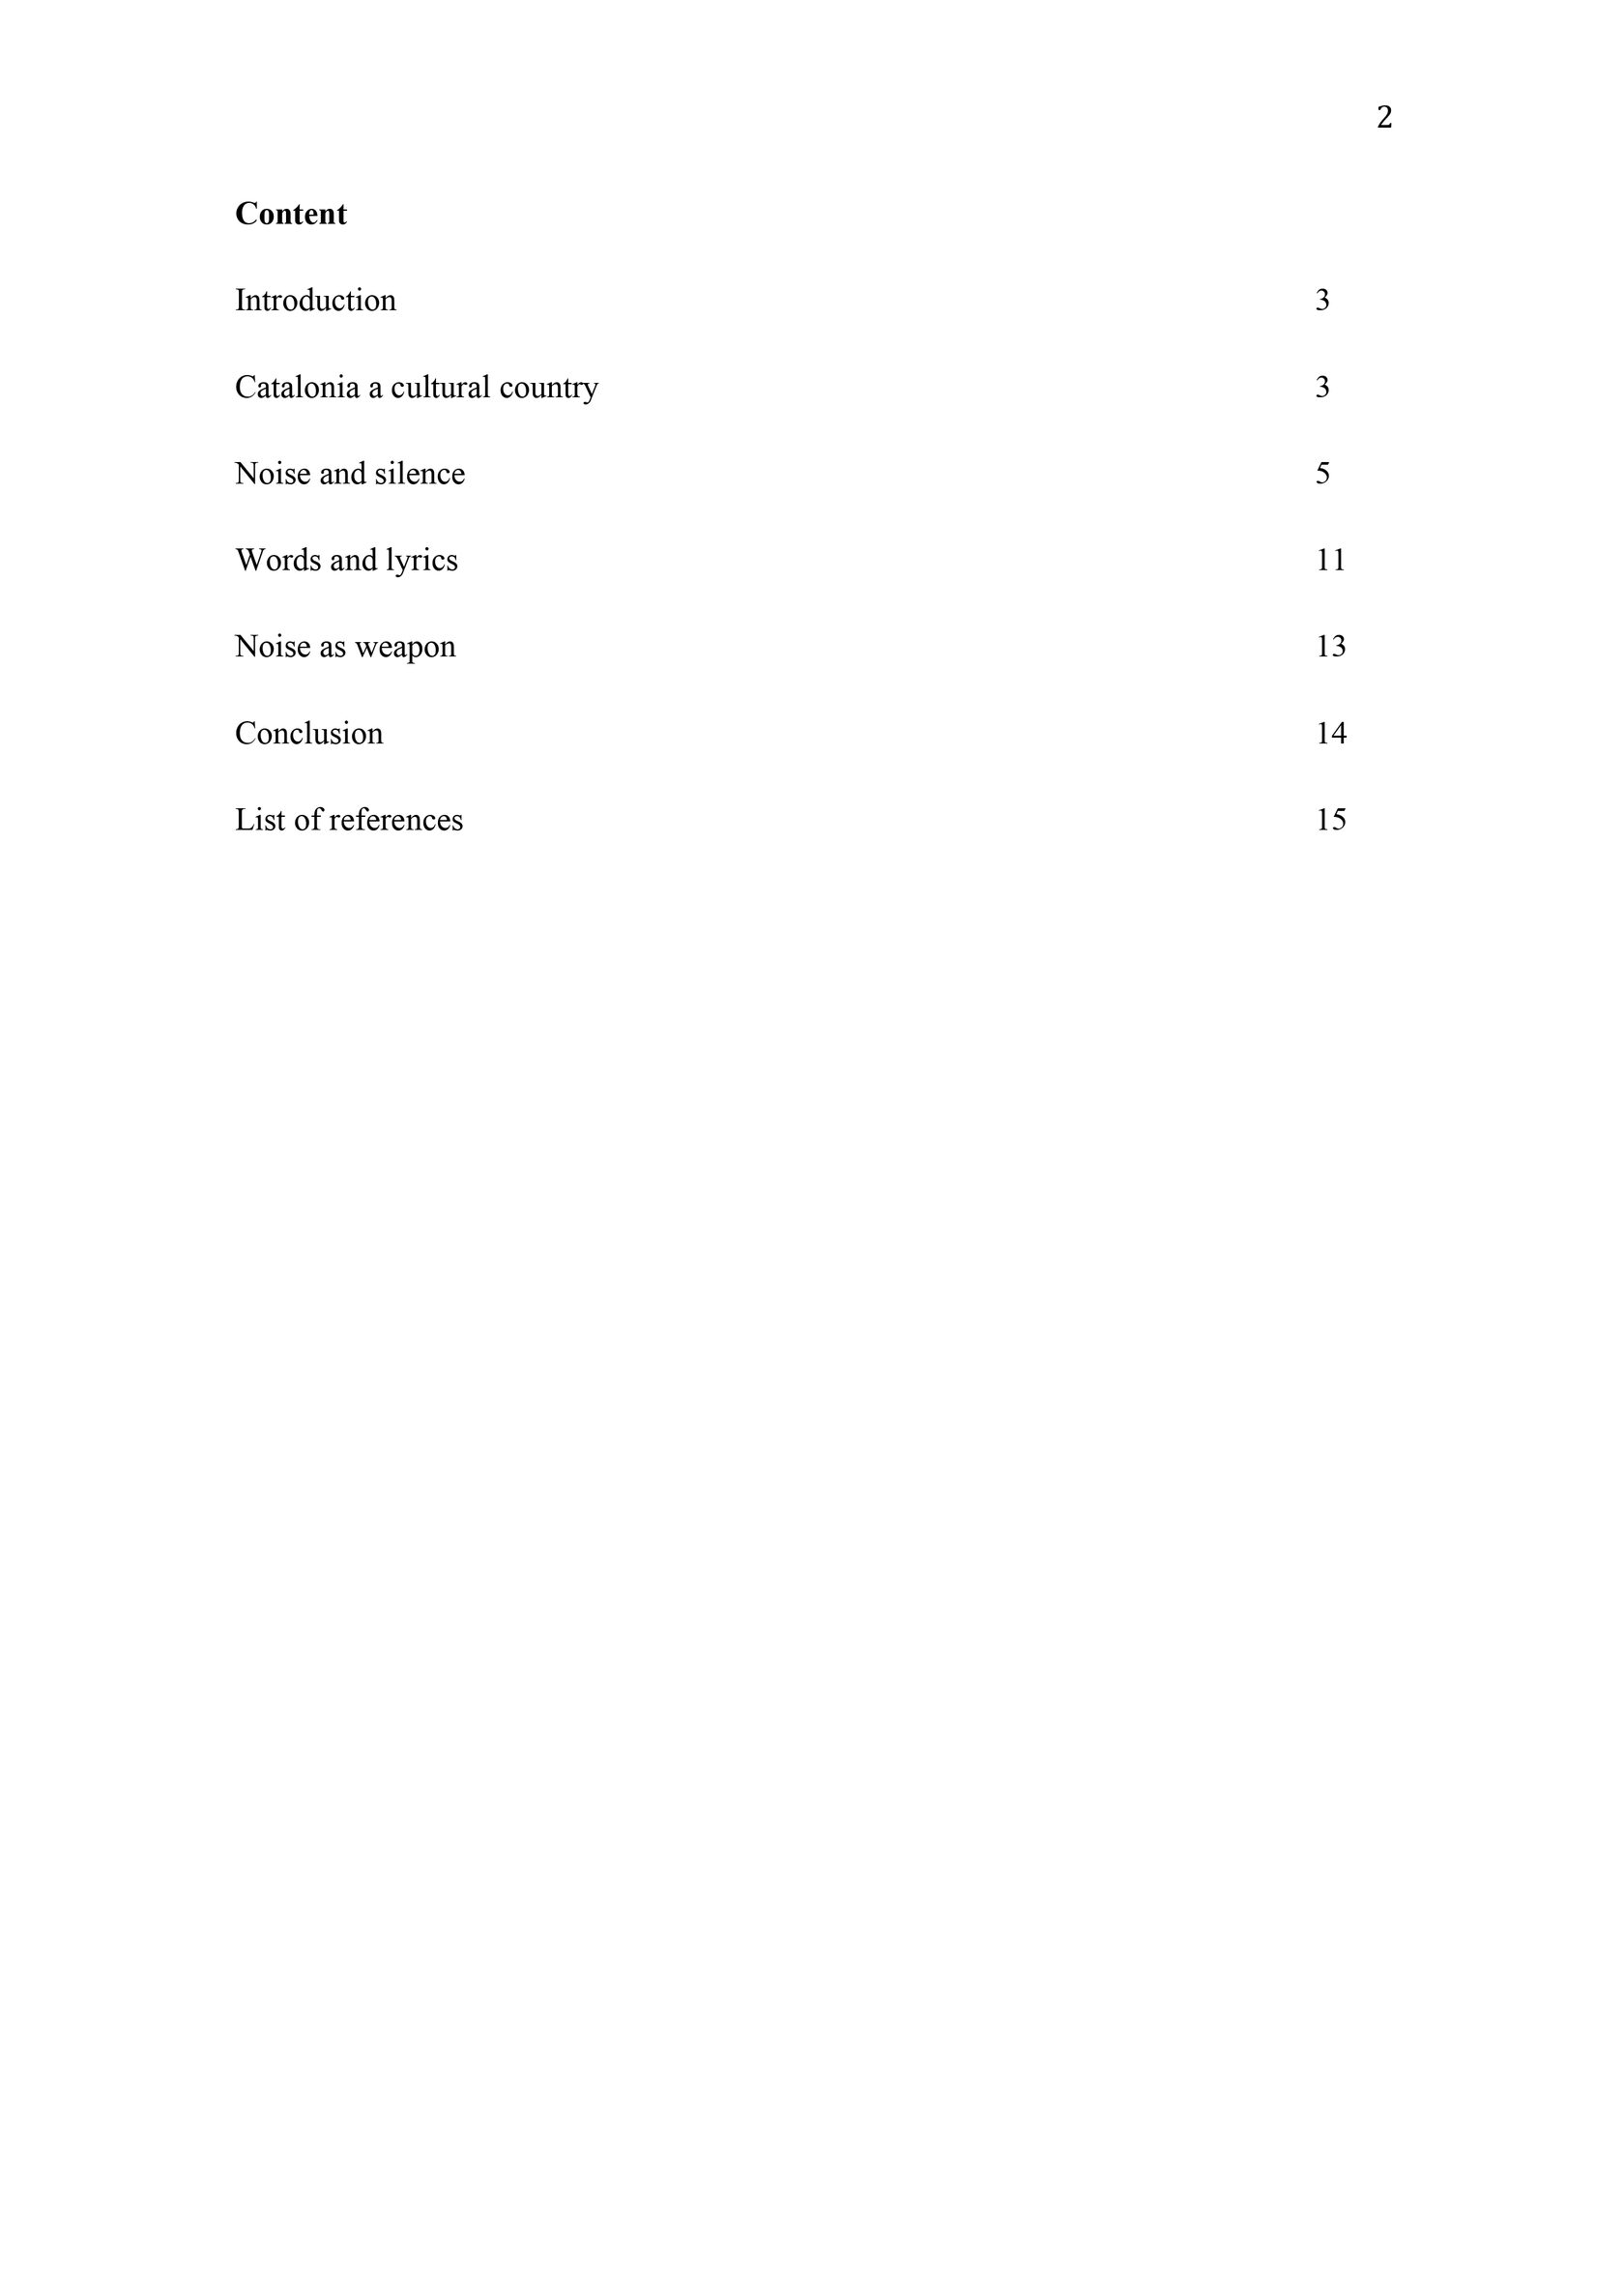 2
Content
Introduction 3
Catalonia a cultural country 3
Noise and silence 5
Words and lyrics 11
Noise as weapon 13
Conclusion 14
List of references 15